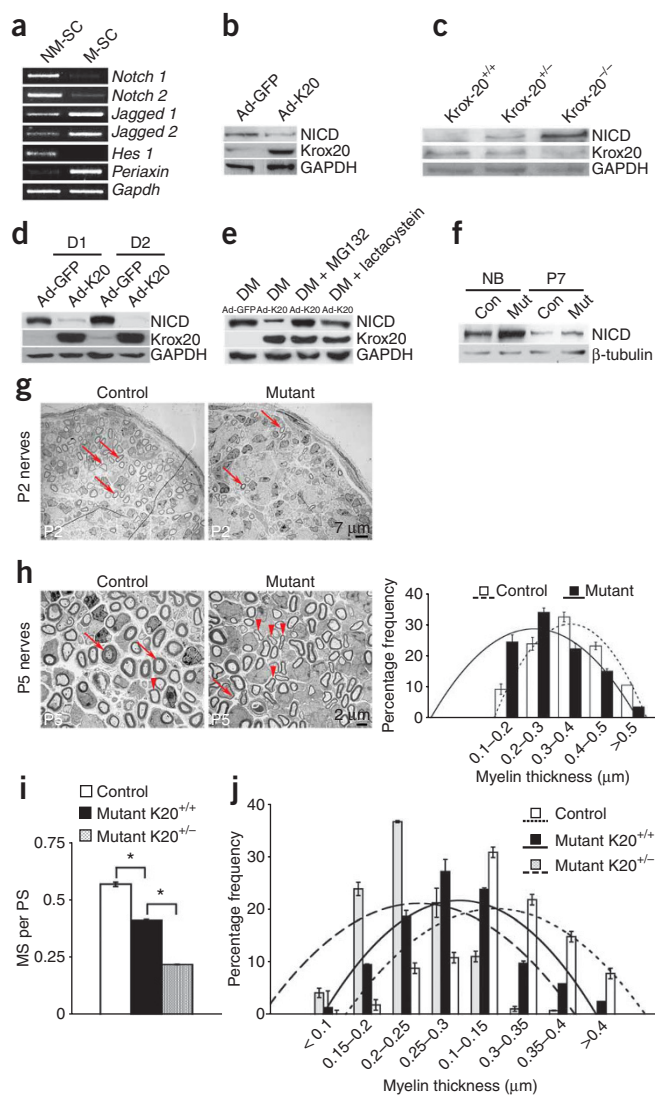 a
NM-SC
M-SC
Notch 1
Notch 2
Jagged 1
Jagged 2
Hes 1
Periaxin
Gapdh
b
Ad-GFP
Ad-K20
NICD
Krox20
GAPDH
c
Krox-20+/+
Krox-20+/−
Krox-20−/−
NICD
Krox20
GAPDH
d
D1 D2
Ad-GFP
Ad-K20
Ad-GFP
Ad-K20
NICD
Krox20
GAPDH
e
DM
DM
DM + MG132
DM + lactacystein
Ad-GFP Ad-K20 Ad-K20 Ad-K20
NICD
Krox20
GAPDH
f
NB P7
Con
Mut
Con
Mut
NICD
β-tubulin
g
Control Mutant
P2 nerves
P2
P2
7 μm
h
Control Mutant
P5 nerves
P5
P5
2 μm
Control Mutant
Percentage frequency
40
30
20
10
0
0.1–0.2
0.2–0.3
0.3–0.4
0.4–0.5
>0.5
Myelin thickness (μm)
i
Control
Mutant K20+/+
Mutant K20+/−
MS per PS
0.75
0.5
0.25
0
*
*
j
Control
Mutant K20+/+
Mutant K20+/−
Percentage frequency
40
30
20
10
0
< 0.1
0.15–0.2
0.2–0.25
0.25–0.3
0.1–0.15
0.3–0.35
0.35–0.4
>0.4
Myelin thickness (μm)